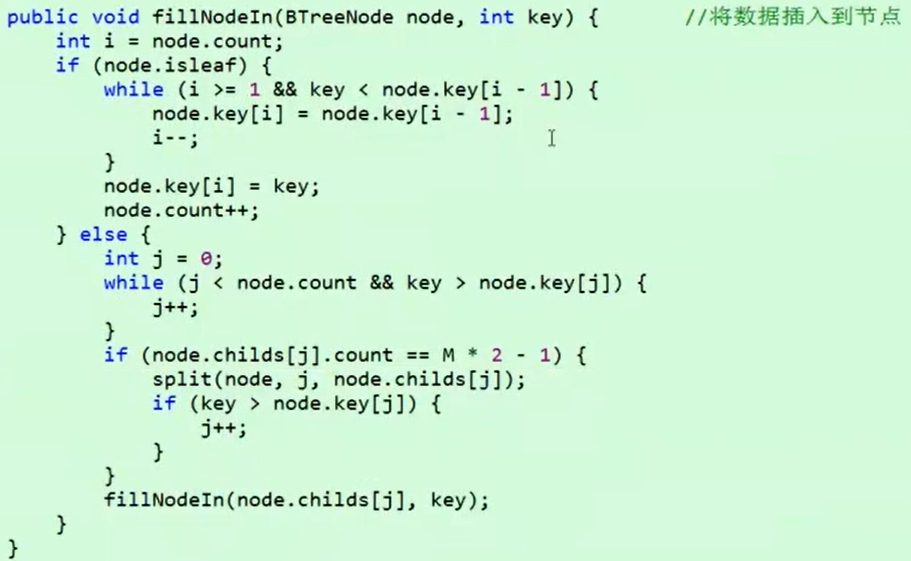 public void fillNodeIn(BTreeNode node, int key) {        //将数据插入到节点
    int i = node.count;
    if (node.isleaf) {
        while (i >= 1 && key < node.key[i - 1]) {
            node.key[i] = node.key[i - 1];
            i--;
        }
        node.key[i] = key;
        node.count++;
    } else {
        int j = 0;
        while (j < node.count && key > node.key[j]) {
            j++;
        }
        if (node.childs[j].count == M * 2 - 1) {
            split(node, j, node.childs[j]);
            if (key > node.key[j]) {
                j++;
            }
        }
        fillNodeIn(node.childs[j], key);
    }
}